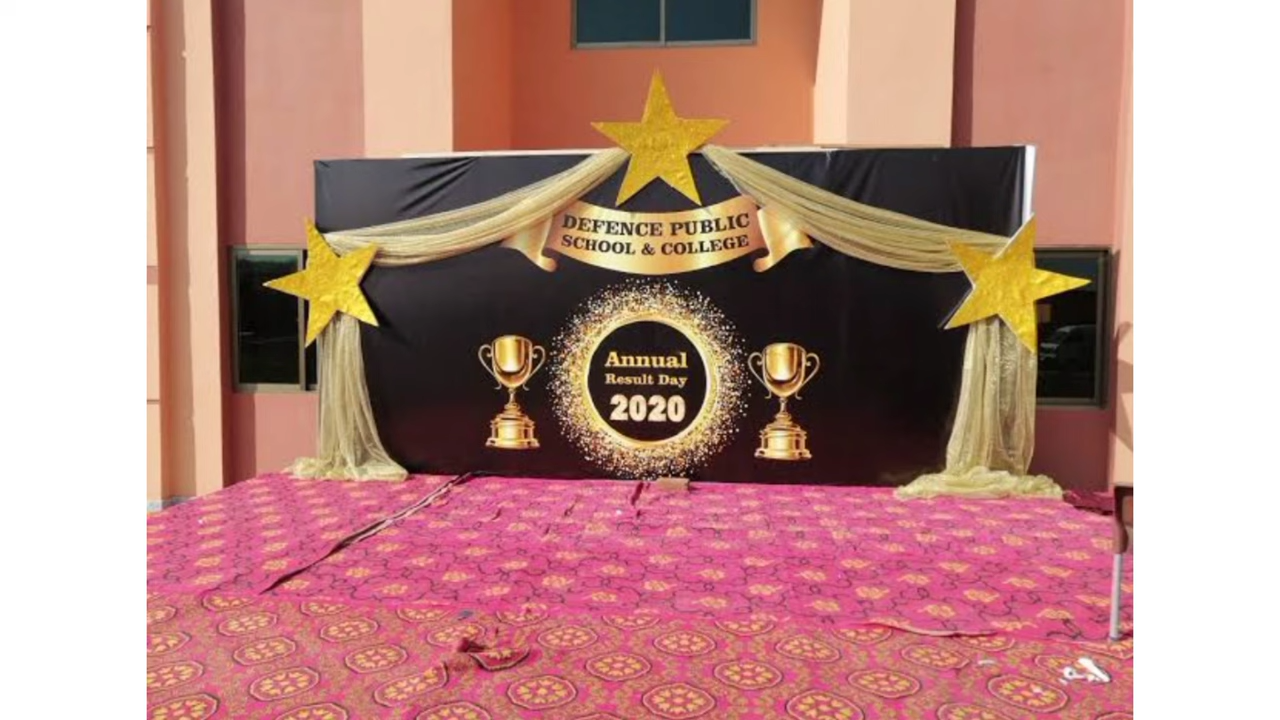 DEFENCE PUBLIC
SCHOOL & COLLEGE
Annual
Result Day
2020